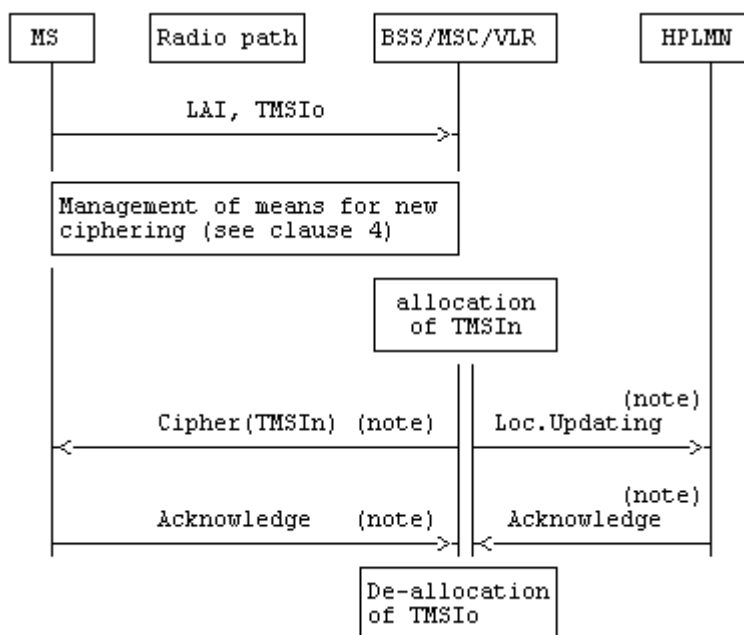 MS
Radio path
BSS/MSC/VLR
HPLMN
LAI, TMSIo
Management of means for new
ciphering (see clause 4)
allocation
of TMSIn
(note)
Cipher(TMSIn) (note)
Loc.Updating
(note)
Acknowledge (note)
Acknowledge
De-allocation
of TMSIo